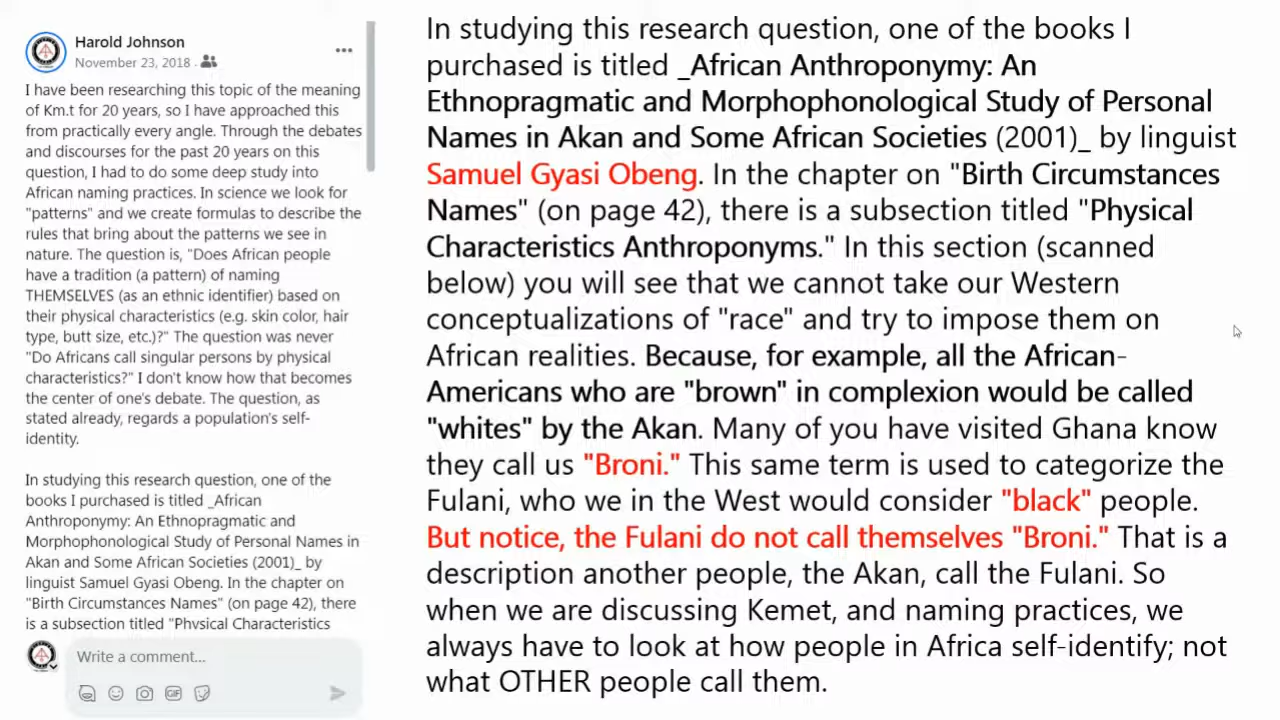 Harold Johnson
November 23, 2018 ·
I have been researching this topic of the meaning
of Km.t for 20 years, so I have approached this
from practically every angle. Through the debates
and discourses for the past 20 years on this
question, I had to do some deep study into
African naming practices. In science we look for
"patterns" and we create formulas to describe the
rules that bring about the patterns we see in
nature. The question is, "Does African people
have a tradition (a pattern) of naming
THEMSELVES (as an ethnic identifier) based on
their physical characteristics (e.g. skin color, hair
type, butt size, etc.)?" The question was never
"Do Africans call singular persons by physical
characteristics?" I don't know how that becomes
the center of one's debate. The question, as
stated already, regards a population's self-
identity.
In studying this research question, one of the
books I purchased is titled _African
Anthroponymy: An Ethnopragmatic and
Morphophonological Study of Personal Names in
Akan and Some African Societies (2001)_ by
linguist Samuel Gyasi Obeng. In the chapter on
"Birth Circumstances Names" (on page 42), there
is a subsection titled "Physical Characteristics
Write a comment...
GIF
In studying this research question, one of the books I
purchased is titled _African Anthroponymy: An
Ethnopragmatic and Morphophonological Study of Personal
Names in Akan and Some African Societies (2001)_ by linguist
Samuel Gyasi Obeng. In the chapter on "Birth Circumstances
Names" (on page 42), there is a subsection titled "Physical
Characteristics Anthroponyms." In this section (scanned
below) you will see that we cannot take our Western
conceptualizations of "race" and try to impose them on
African realities. Because, for example, all the African-
Americans who are "brown" in complexion would be called
"whites" by the Akan. Many of you have visited Ghana know
they call us "Broni." This same term is used to categorize the
Fulani, who we in the West would consider "black" people.
But notice, the Fulani do not call themselves "Broni." That is a
description another people, the Akan, call the Fulani. So
when we are discussing Kemet, and naming practices, we
always have to look at how people in Africa self-identify; not
what OTHER people call them.